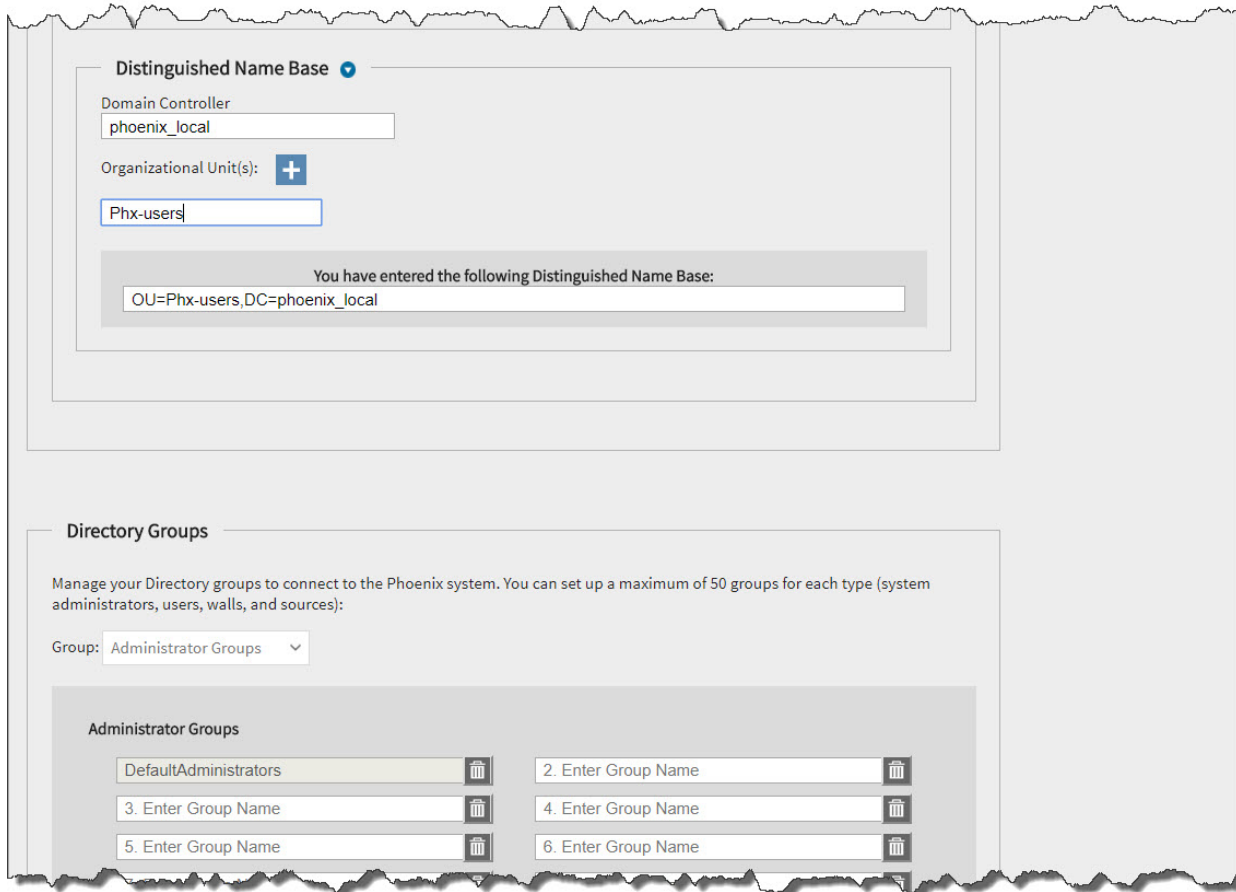 Distinguished Name Base
Domain Controller
phoenix_local
Organizational Unit(s):
Phx-users
You have entered the following Distinguished Name Base:
OU=Phx-users,DC=phoenix_local
Directory Groups
Manage your Directory groups to connect to the Phoenix system. You can set up a maximum of 50 groups for each type (system
administrators, users, walls, and sources):
Group: Administrator Groups
Administrator Groups
DefaultAdministrators
2. Enter Group Name
3. Enter Group Name
4. Enter Group Name
5. Enter Group Name
6. Enter Group Name